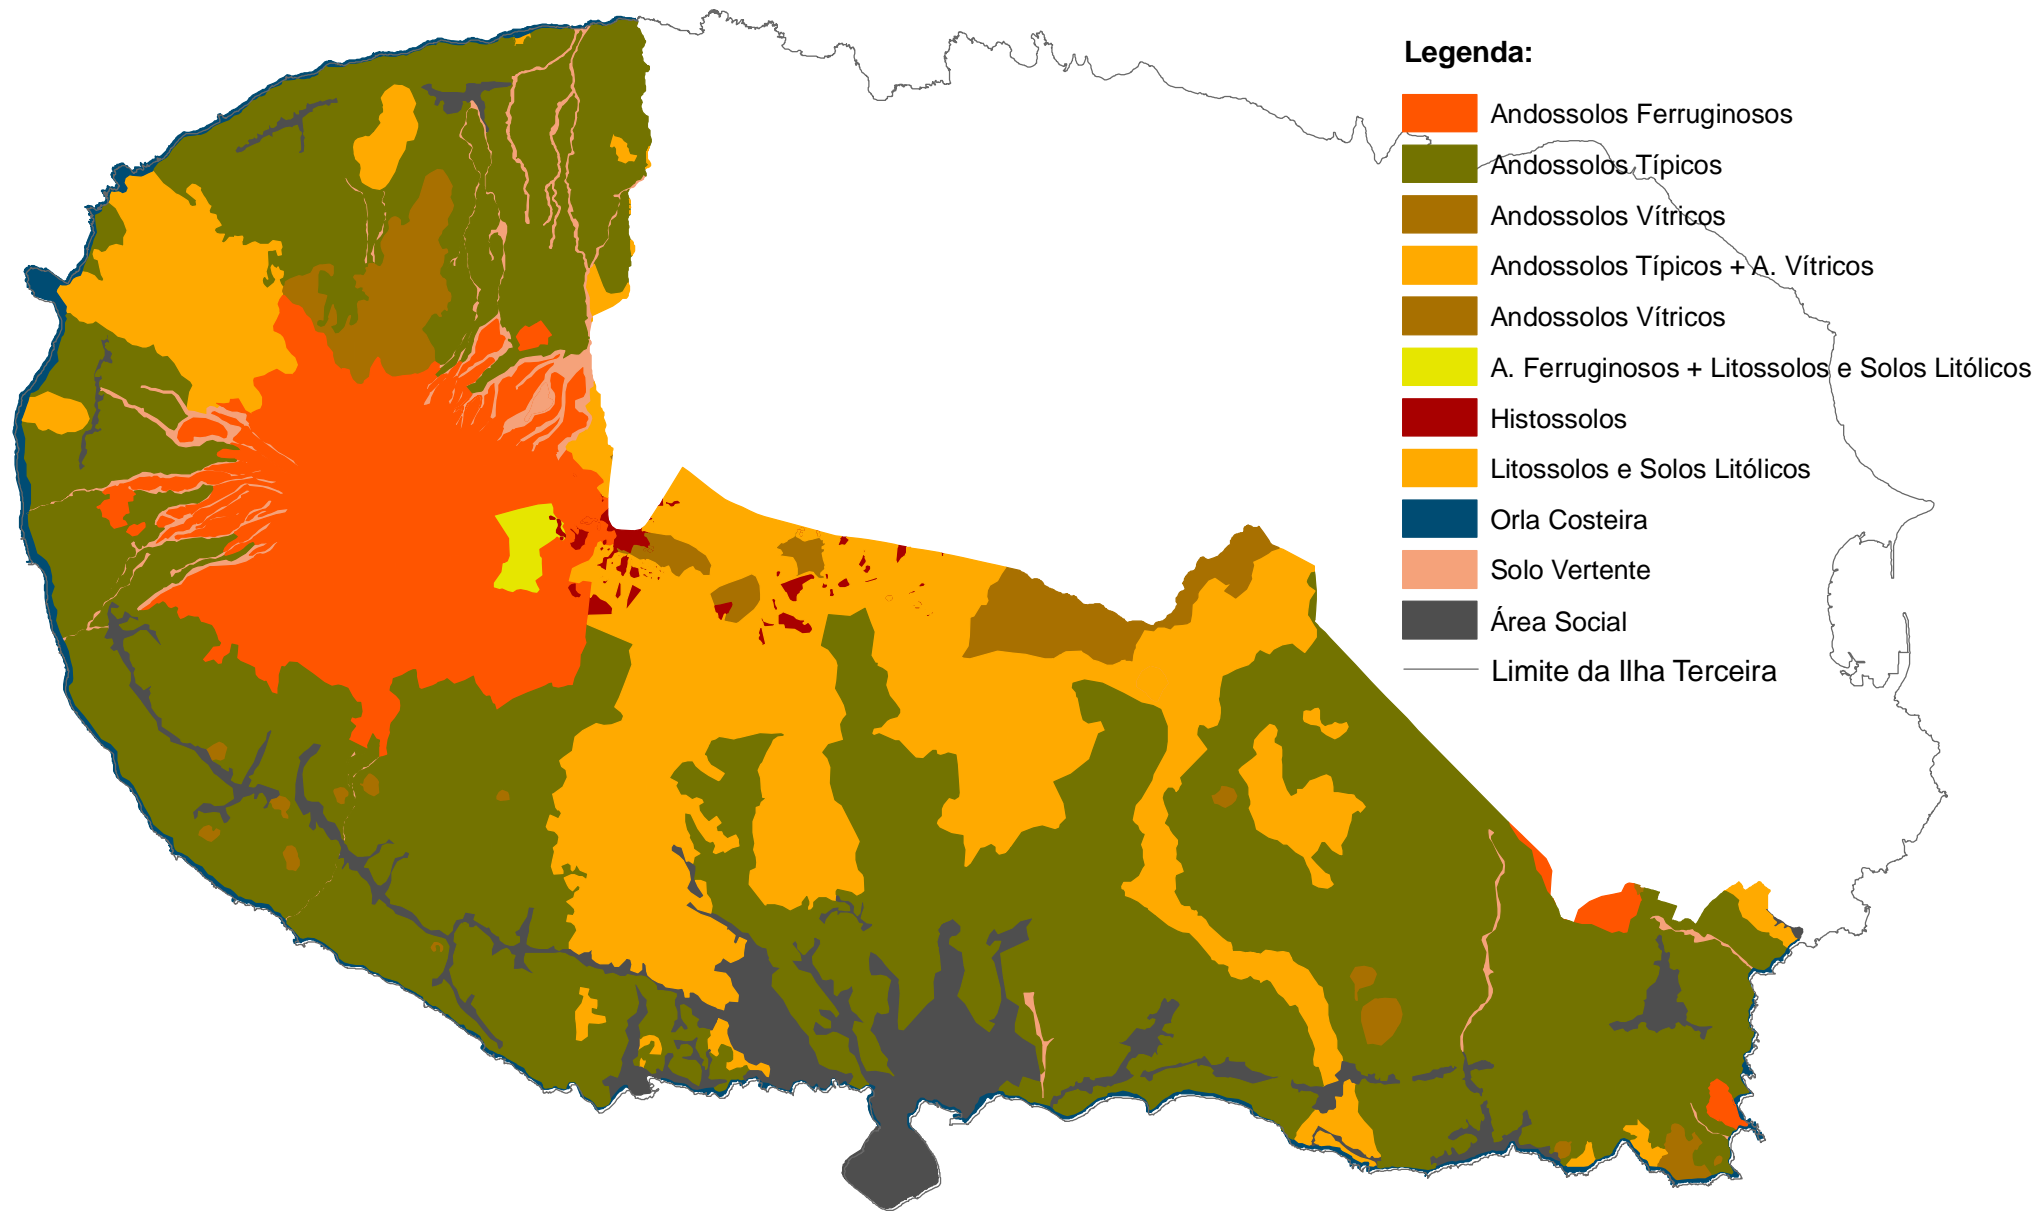 Legenda:
Andossolos Ferruginosos
Andossolos Típicos
Andossolos Vítricos
Andossolos Típicos + A. Vítricos
Andossolos Vítricos
A. Ferruginosos + Litossolos e Solos Litólicos
Histossolos
Litossolos e Solos Litólicos
Orla Costeira
Solo Vertente
Área Social
Limite da Ilha Terceira